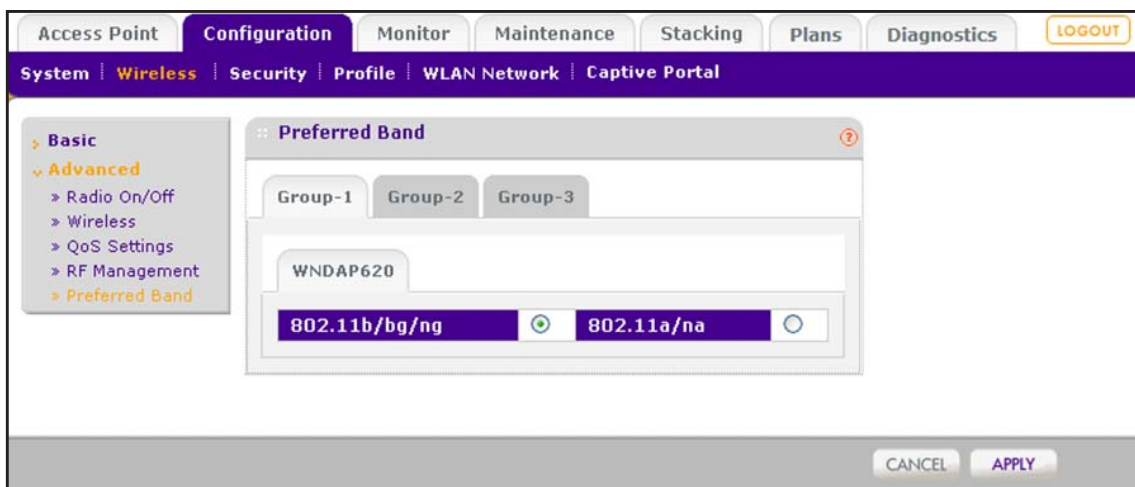 Access Point Configuration Monitor Maintenance Stacking Plans Diagnostics LOGOUT
System Wireless Security Profile WLAN Network Captive Portal
Basic
Advanced
» Radio On/Off
» Wireless
» QoS Settings
» RF Management
» Preferred Band
Preferred Band ?
Group-1 Group-2 Group-3
WNDAP620
802.11b/bg/ng 802.11a/na
CANCEL APPLY